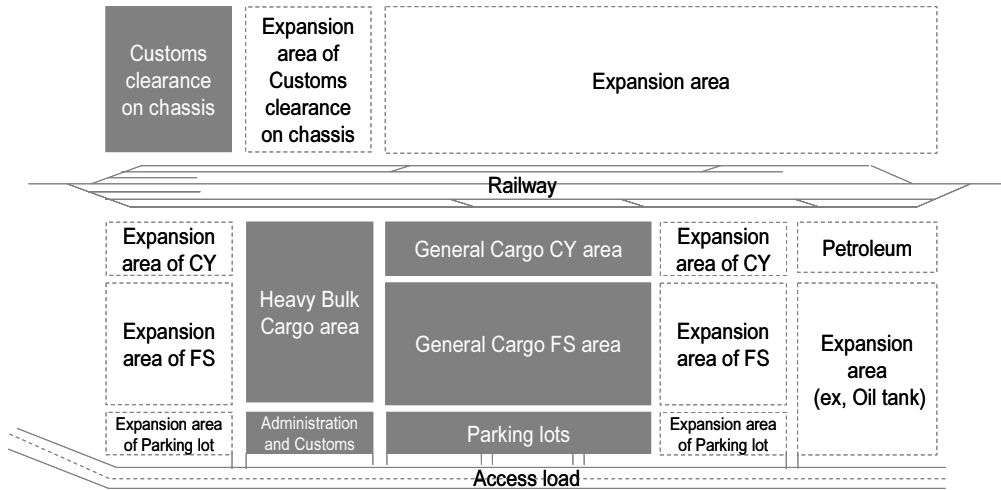 Customs
clearance
on chassis
Expansion
area of
Customs
clearance
on chassis
Expansion area
Railway
Expansion
area of CY
Heavy Bulk
Cargo area
General Cargo CY area
Expansion
area of CY
Petroleum
Expansion
area of FS
General Cargo FS area
Expansion
area of FS
Expansion
area
(ex, Oil tank)
Expansion area
of Parking lot
Administration
and Customs
Parking lots
Expansion area
of Parking lot
Access load